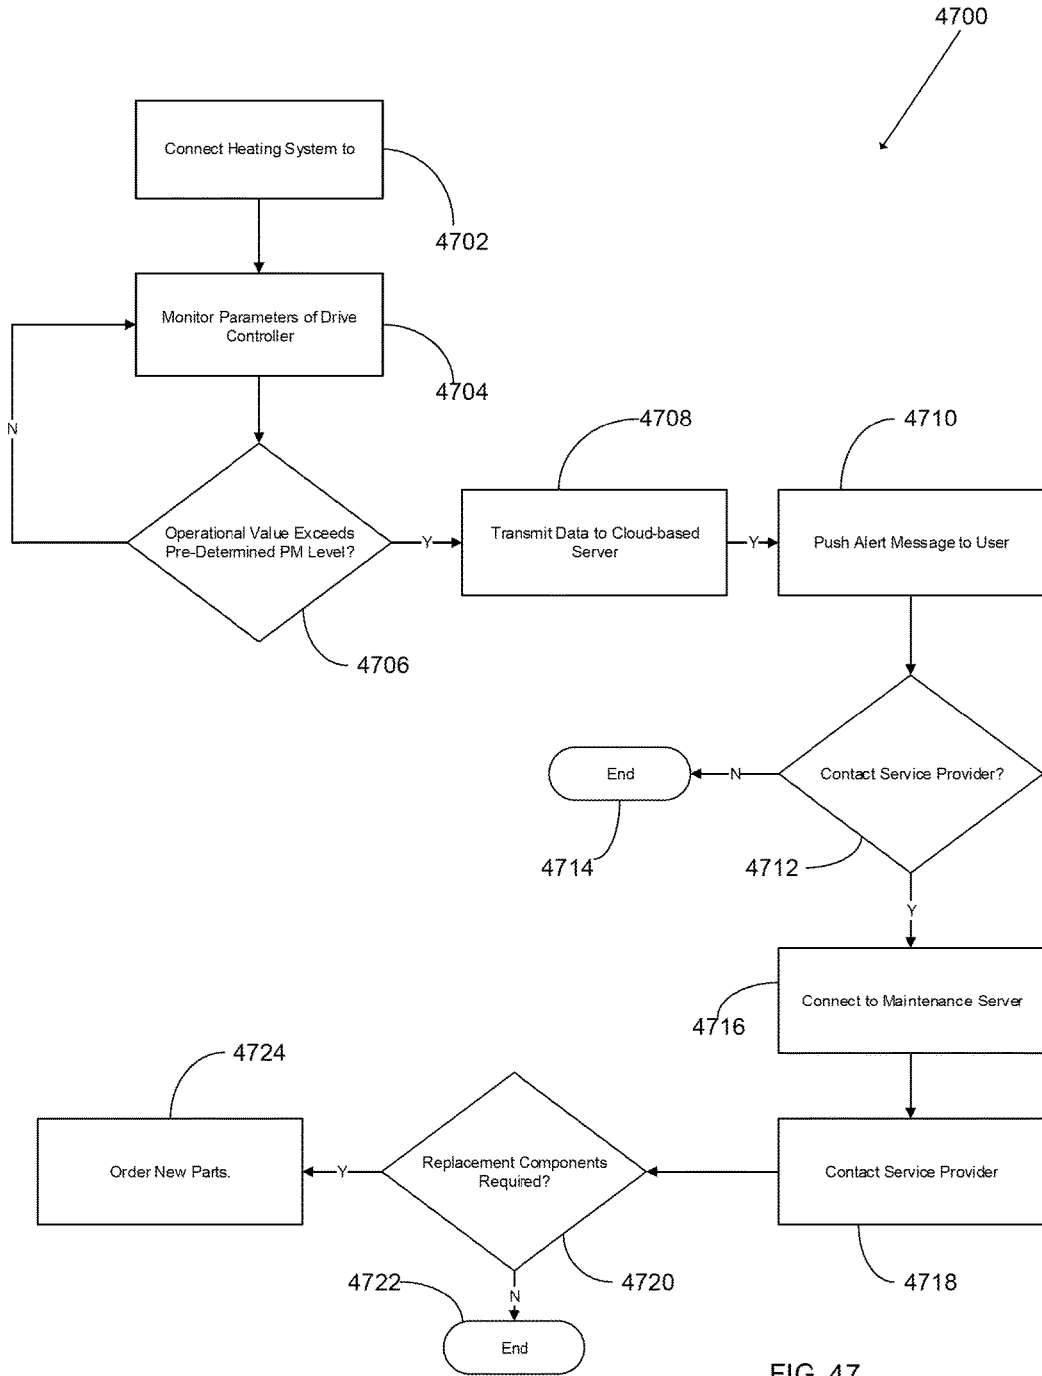 4700
Connect Heating System to
4702
Monitor Parameters of Drive
Controller
4704
N
Operational Value Exceeds
Pre-Determined PM Level?
4706
Y
4708
Transmit Data to Cloud-based
Server
Y
4710
Push Alert Message to User
Contact Service Provider?
4712
N
End
4714
Y
Connect to Maintenance Server
4716
Contact Service Provider
4718
Replacement Components
Required?
4720
Y
4724
Order New Parts.
N
4722
End
FIG. 47